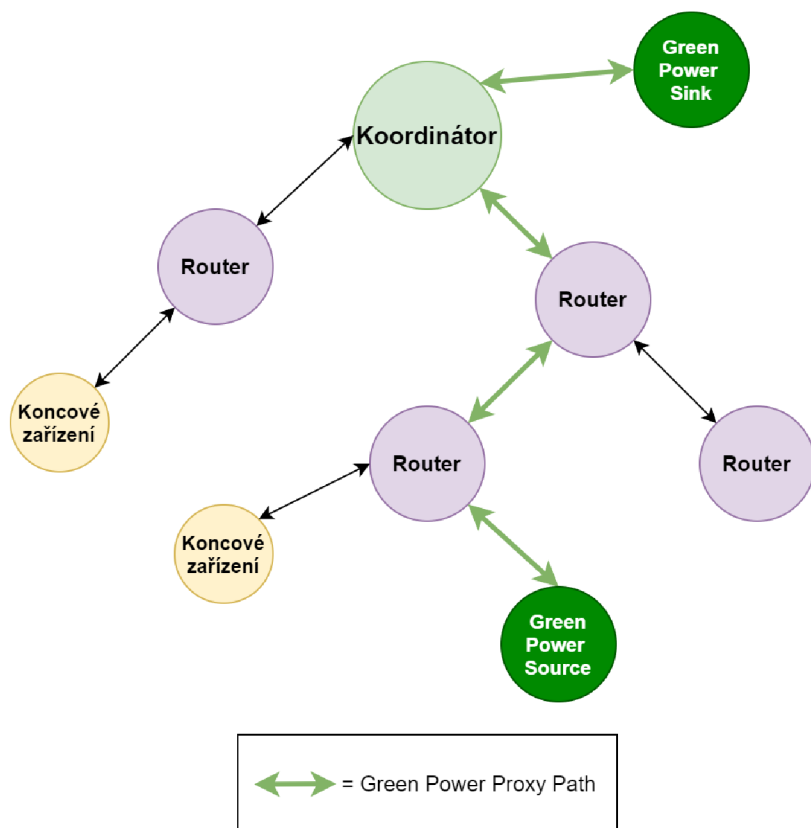 Green
Power
Sink
Koordinátor
Router
Router
Koncové
zařízení
Router
Router
Koncové
zařízení
Green
Power
Source
= Green Power Proxy Path